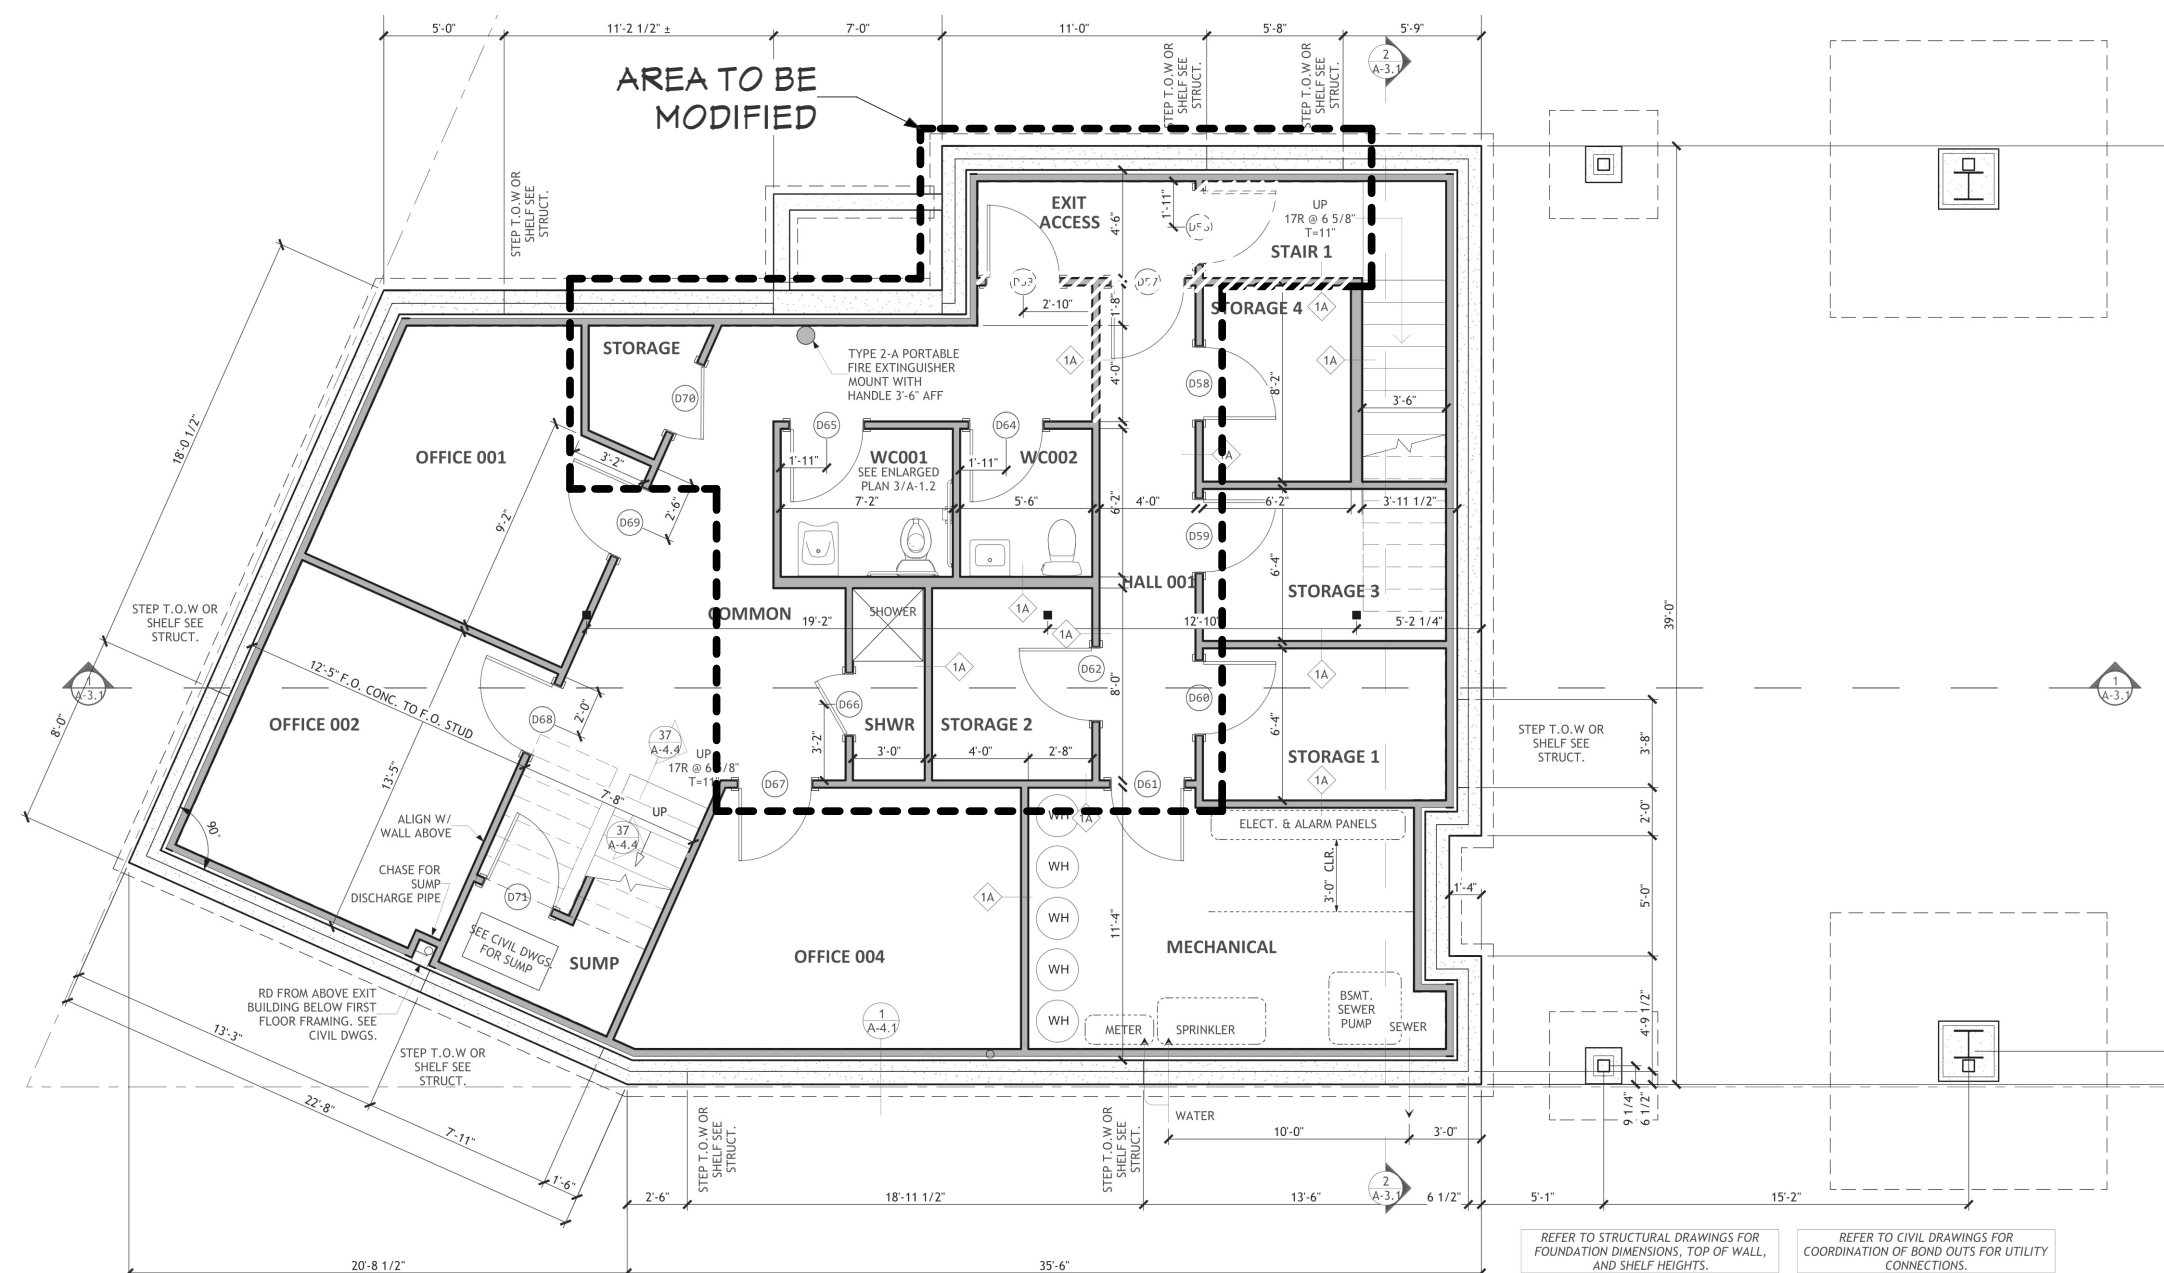 5'-0"
11'-2 1/2" ±
7'-0"
11'-0"
5'-8"
5'-9"
2
A-3.1
AREA TO BE
MODIFIED
STEP T.O.W OR
SHELF SEE
STRUCT.
STEP T.O.W OR
SHELF SEE
STRUCT.
STEP T.O.W OR
SHELF SEE
STRUCT.
EXIT
ACCESS
4'-6"
1'-11"
UP
17R @ 6 5/8"
T=11"
STAIR 1
2'-10"
1'-8"
STORAGE 4
1A
STORAGE
TYPE 2-A PORTABLE
FIRE EXTINGUISHER
MOUNT WITH
HANDLE 3'-6" AFF
1A
4'-0"
D58
8'-2"
1A
3'-6"
D70
18'-0 1/2"
OFFICE 001
3'-2"
D65
D64
1'-11"
WC001
SEE ENLARGED
PLAN 3/A-1.2
1'-11"
WC002
1A
7'-2"
5'-6"
6'-2"
4'-0"
6'-2"
3'-11 1/2"
9'-2"
D69
2'-6"
D59
6'-4"
STORAGE 3
HALL 001
STEP T.O.W OR
SHELF SEE
STRUCT.
COMMON
SHOWER
1A
1A
19'-2"
12'-10"
5'-2 1/4"
39'-0"
1
A-3.1
8'-0"
12'-5" F.O. CONC. TO F.O. STUD
OFFICE 002
D68
2'-0"
1A
D62
8'-0"
D60
1A
1
A-3.1
D66
SHWR
STORAGE 2
37
A-4.4
UP
17R @ 6 5/8"
T=11"
3'-2"
3'-0"
4'-0"
2'-8"
6'-4"
STORAGE 1
STEP T.O.W OR
SHELF SEE
STRUCT.
3'-8"
13'-5"
7'-8"
UP
D67
D61
1A
2'-0"
90°
ALIGN W/
WALL ABOVE
37
A-4.4
WH
1A
ELECT. & ALARM PANELS
CHASE FOR
SUMP
DISCHARGE PIPE
D71
WH
3'-0" CLR.
1'-4"
5'-0"
1A
WH
11'-4"
SEE CIVIL DWGS.
FOR SUMP
SUMP
OFFICE 004
WH
MECHANICAL
RD FROM ABOVE EXIT
BUILDING BELOW FIRST
FLOOR FRAMING. SEE
CIVIL DWGS.
1
A-4.1
WH
METER
SPRINKLER
BSMT.
SEWER
PUMP
SEWER
4'-9 1/2"
13'-3"
STEP T.O.W OR
SHELF SEE
STRUCT.
22'-8"
7'-11"
1'-6"
STEP T.O.W OR
SHELF SEE
STRUCT.
STEP T.O.W OR
SHELF SEE
STRUCT.
WATER
9 1/4"
6 1/2"
10'-0"
3'-0"
2
A-3.1
2'-6"
18'-11 1/2"
13'-6"
6 1/2"
5'-1"
15'-2"
REFER TO STRUCTURAL DRAWINGS FOR
FOUNDATION DIMENSIONS, TOP OF WALL,
AND SHELF HEIGHTS.
REFER TO CIVIL DRAWINGS FOR
COORDINATION OF BOND OUTS FOR UTILITY
CONNECTIONS.
20'-8 1/2"
35'-6"